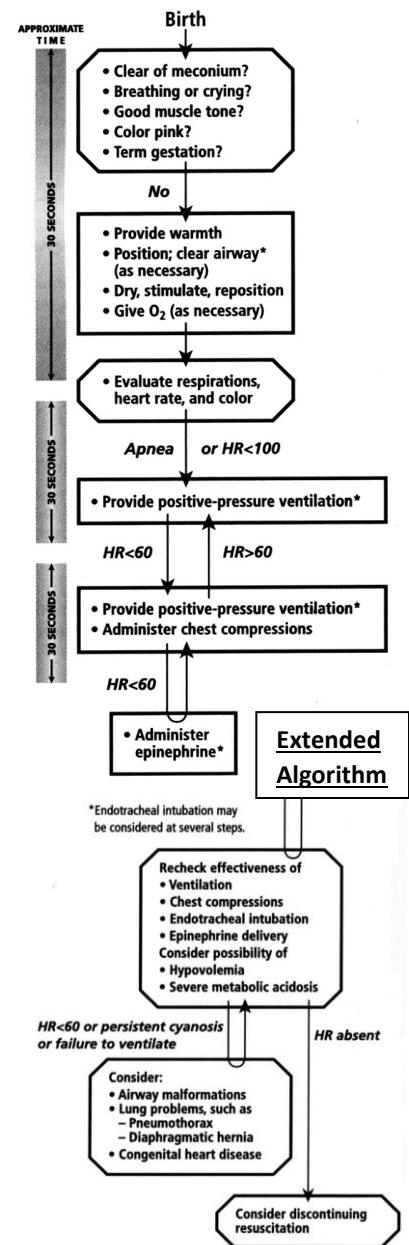 Birth
APPROXIMATE
TIME
• Clear of meconium?
• Breathing or crying?
• Good muscle tone?
• Color pink?
• Term gestation?
30 SECONDS
No
• Provide warmth
• Position; clear airway*
(as necessary)
• Dry, stimulate, reposition
• Give O₂ (as necessary)
• Evaluate respirations,
heart rate, and color
Apnea or HR<100
30 SECONDS
• Provide positive-pressure ventilation*
HR<60 HR>60
30 SECONDS
• Provide positive-pressure ventilation*
• Administer chest compressions
HR<60
• Administer
epinephrine*
Extended
Algorithm
*Endotracheal intubation may
be considered at several steps.
Recheck effectiveness of
• Ventilation
• Chest compressions
• Endotracheal intubation
• Epinephrine delivery
Consider possibility of
• Hypovolemia
• Severe metabolic acidosis
HR<60 or persistent cyanosis
or failure to ventilate
HR absent
Consider:
• Airway malformations
• Lung problems, such as
– Pneumothorax
– Diaphragmatic hernia
• Congenital heart disease
Consider discontinuing
resuscitation